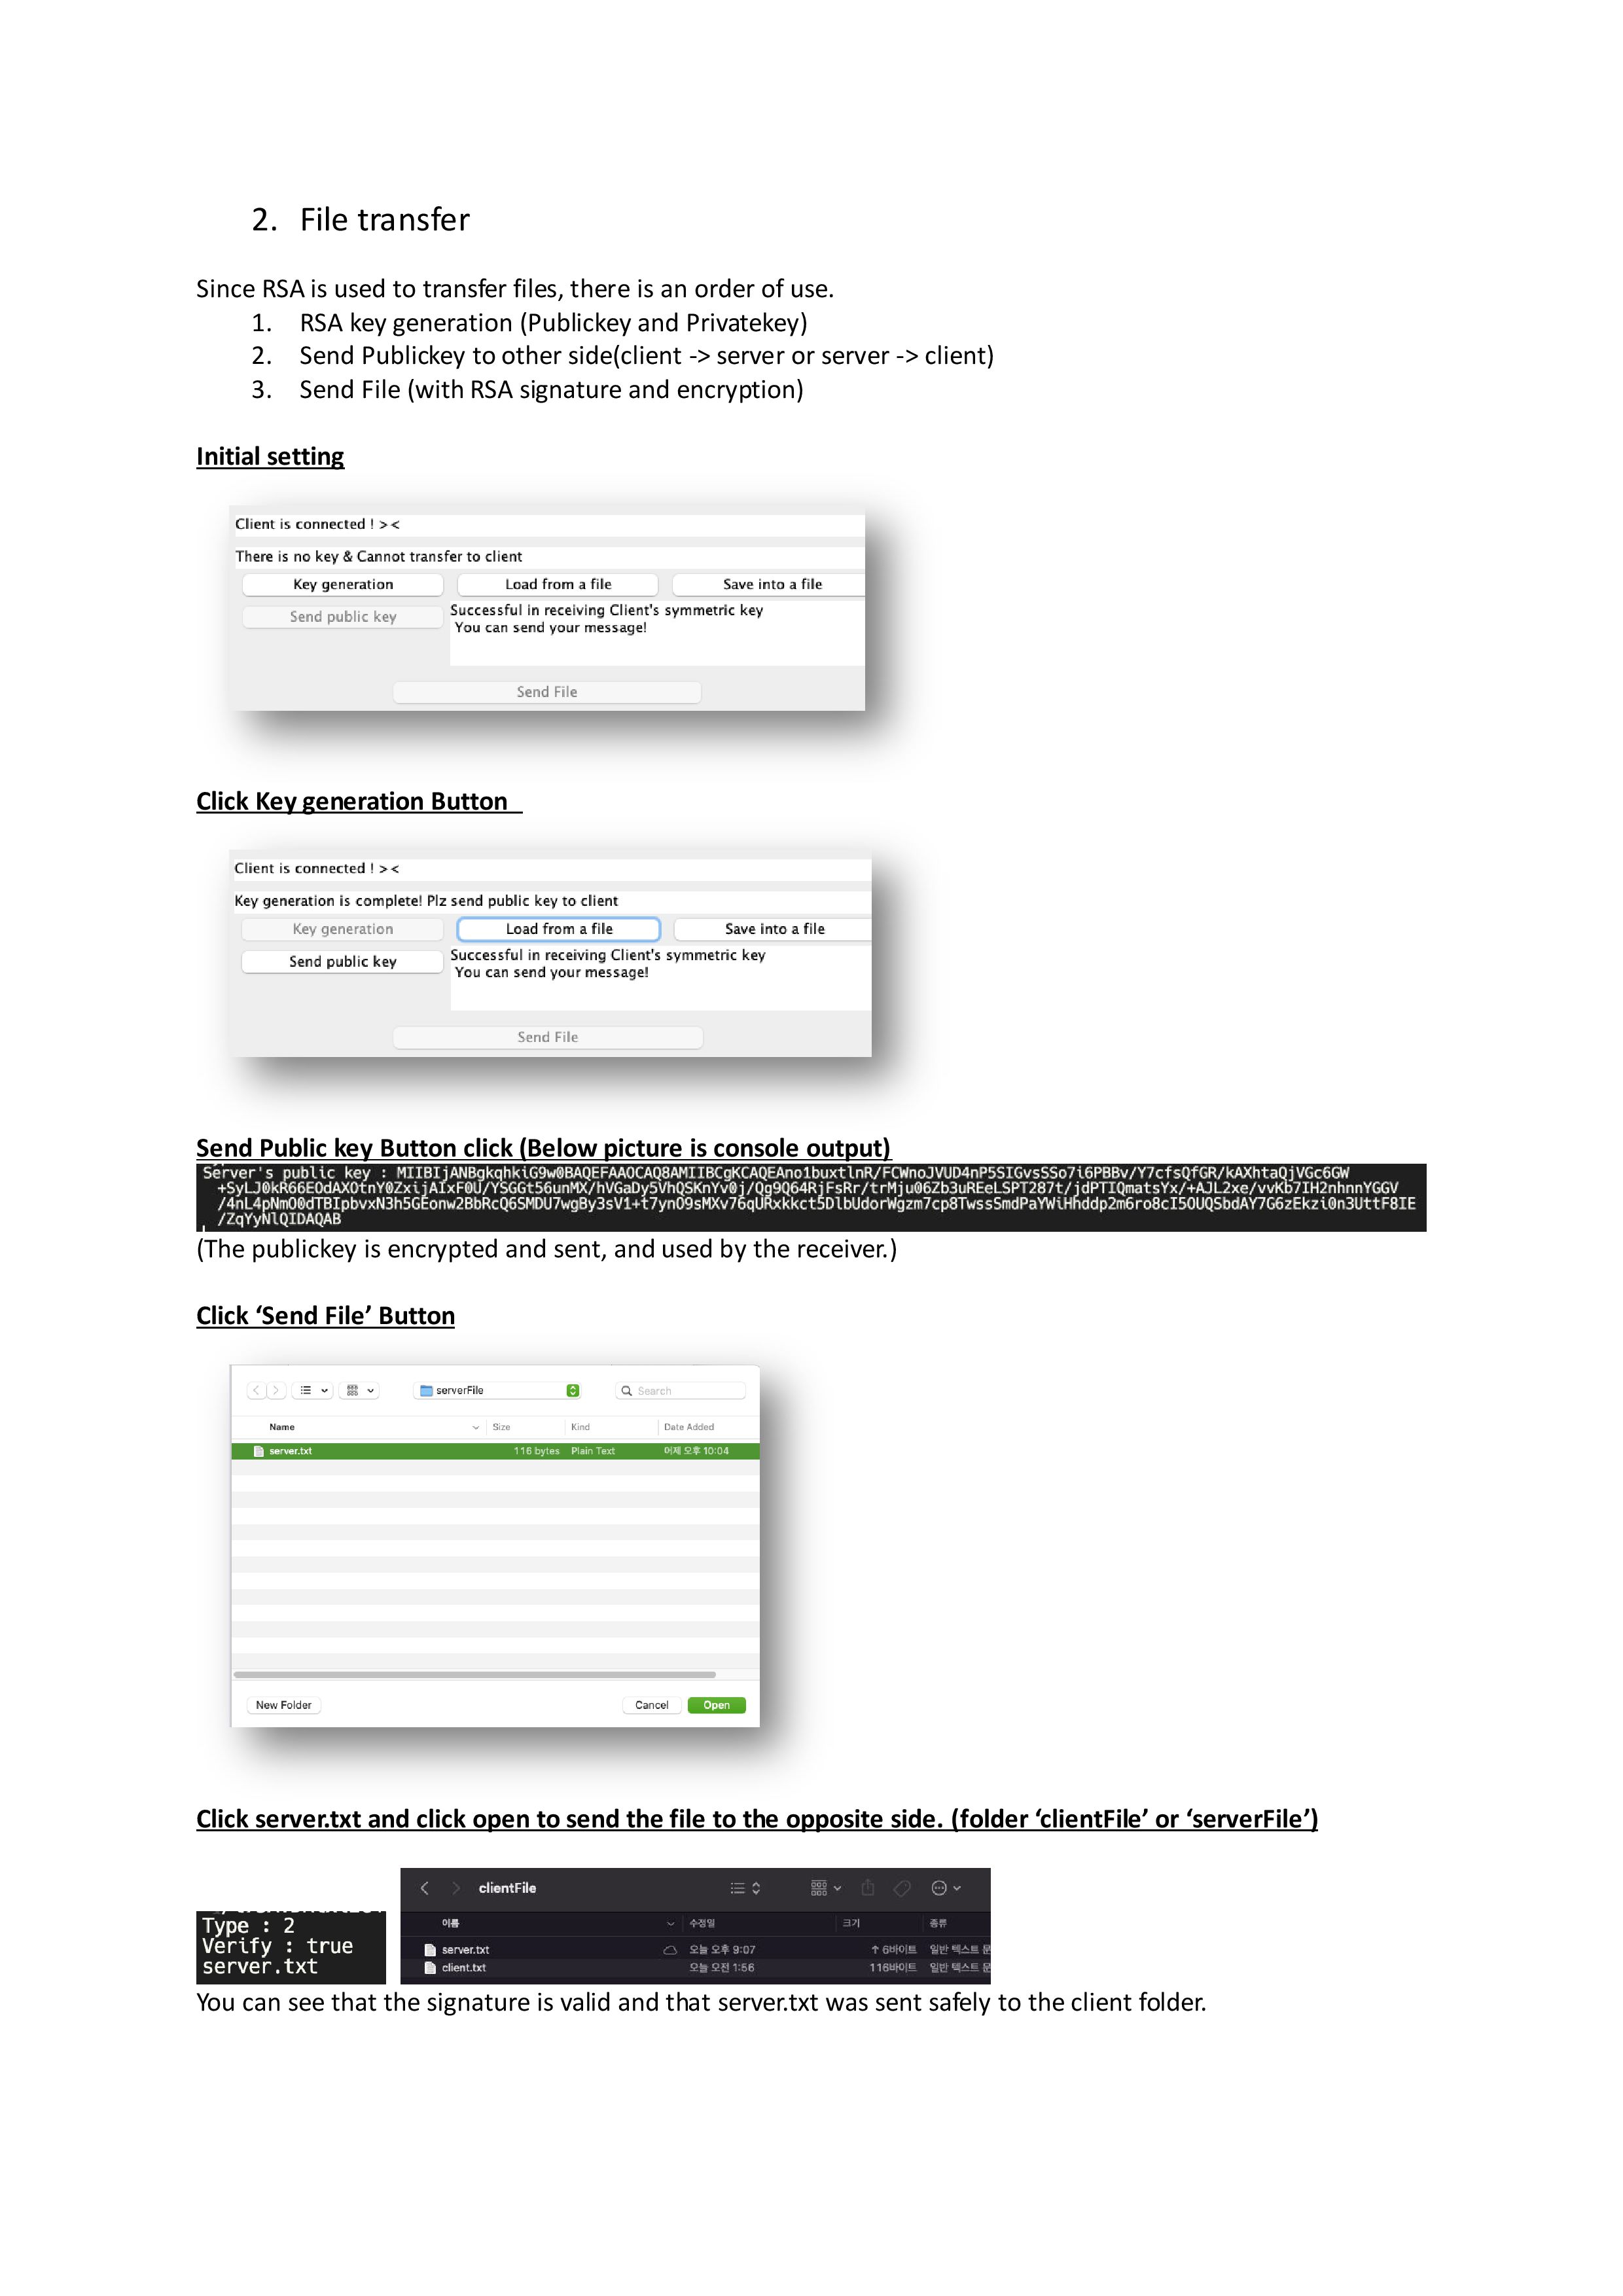 2. File transfer
Since RSA is used to transfer files, there is an order of use.
1. RSA key generation (Publickey and Privatekey)
2. Send Publickey to other side(client -> server or server -> client)
3. Send File (with RSA signature and encryption)
Initial setting
Client is connected ! > <
There is no key & Cannot transfer to client
Key generation Load from a file Save into a file
Send public key
Successful in receiving Client's symmetric key
You can send your message!
Send File
Click Key generation Button
Client is connected ! > <
Key generation is complete! Plz send public key to client
Key generation Load from a file Save into a file
Send public key
Successful in receiving Client's symmetric key
You can send your message!
Send File
Send Public key Button click (Below picture is console output)
Server's public key : MIIBIjANBgkqhkiG9w0BAQEFAAOCAQ8AMIIBCgKCAQEAno1buxtlnR/FCWnoJVUD4nP5SIGvsSSo7i6PBBv/Y7cfsQfGR/kAXhtaQjVGc6GW
+SyLJ0kR66EOdAXOtnY0ZxijAIxF0U/YSGGt56unMX/hVGaDy5VhQSKnYv0j/Qg9Q64RjFsRr/trMju06Zb3uREeLSPT287t/jdPTIQmatsYx/+AJL2xe/vvKb7IH2nhnnYGGV
/4nL4pNmO0dTBIpbvxN3h5GEonw2BbRcQ6SMDU7wgBy3sV1+t7ynO9sMXv76qURxkkct5DlbUdorWgzm7cp8TwssSmdPaYWiHhddp2m6ro8cI5OUQSbdAY7G6zEkzi0n3UttF8IE
/ZqYyNlQIDAQAB
(The publickey is encrypted and sent, and used by the receiver.)
Click ‘Send File’ Button
serverFile Search
Name Size Kind Date Added
server.txt 116 bytes Plain Text 어제 오후 10:04
New Folder Cancel Open
Click server.txt and click open to send the file to the opposite side. (folder ‘clientFile’ or ‘serverFile’)
Type : 2
Verify : true
server.txt
clientFile
이름 수정일 크기 종류
server.txt 오늘 오후 9:07 ↑ 6바이트 일반 텍스트 문
client.txt 오늘 오전 1:56 116바이트 일반 텍스트 문
You can see that the signature is valid and that server.txt was sent safely to the client folder.